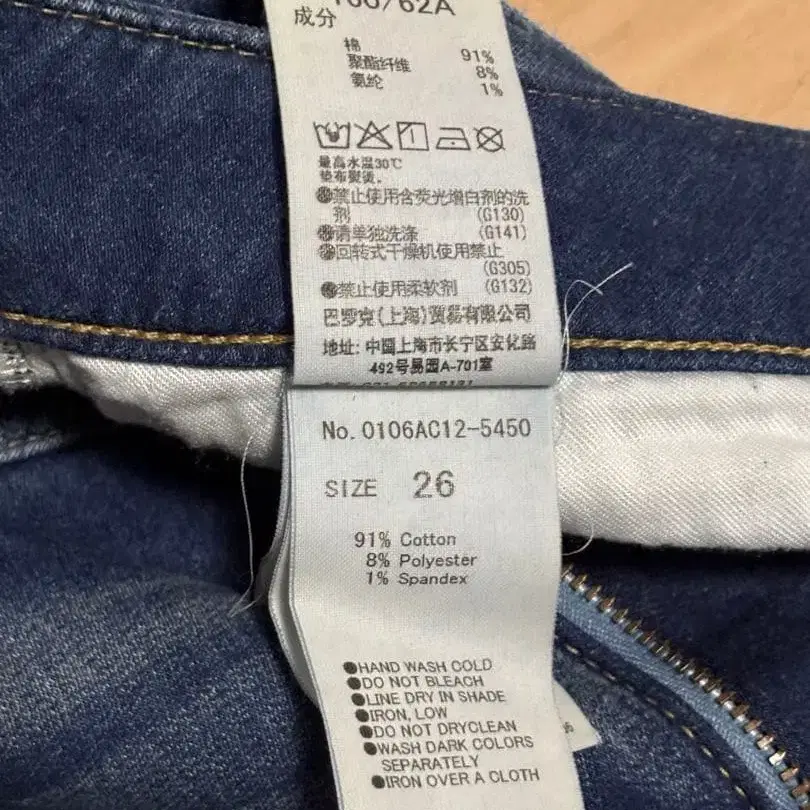 160/62A
成分
棉 91%
聚酯纤维 8%
氨纶 1%
最高水温30℃
垫布熨烫。
禁止使用含荧光增白剂的洗
剂 (G130)
请单独洗涤 (G141)
回转式干燥机使用禁止
(G305)
禁止使用柔软剂 (G132)
巴罗克(上海)贸易有限公司
地址: 中国上海市长宁区安化路
492号易园A-701室
No. 0106AC12-5450
SIZE 26
91% Cotton
8% Polyester
1% Spandex
●HAND WASH COLD
●DO NOT BLEACH
●LINE DRY IN SHADE
●IRON, LOW
●DO NOT DRYCLEAN
●WASH DARK COLORS
SEPARATELY
●IRON OVER A CLOTH